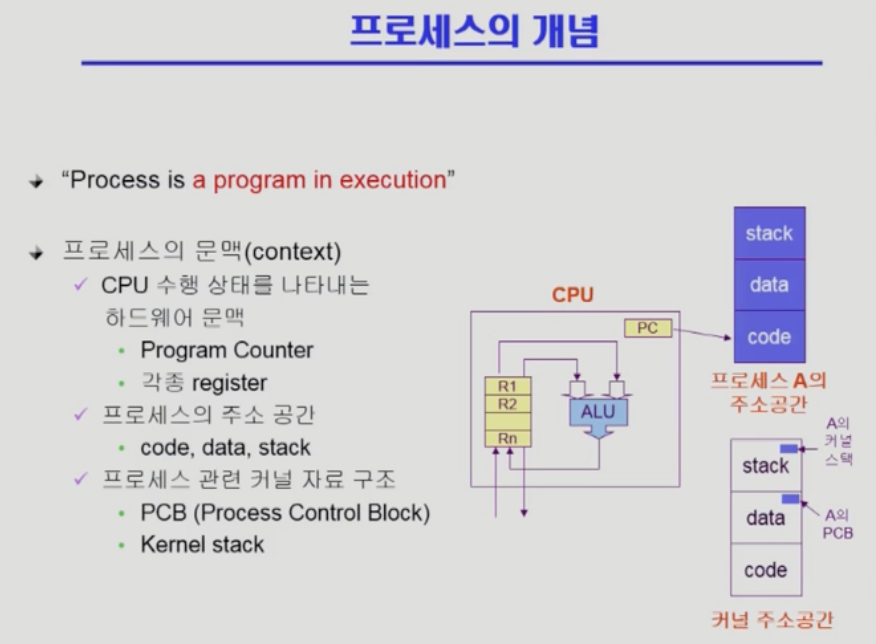 프로세스의 개념
“Process is a program in execution”
프로세스의 문맥(context)
CPU 수행 상태를 나타내는
하드웨어 문맥
Program Counter
각종 register
프로세스의 주소 공간
code, data, stack
프로세스 관련 커널 자료 구조
PCB (Process Control Block)
Kernel stack
CPU
PC
R1
R2
Rn
ALU
stack
data
code
프로세스 A의
주소공간
stack
data
code
A의
커널
스택
A의
PCB
커널 주소공간